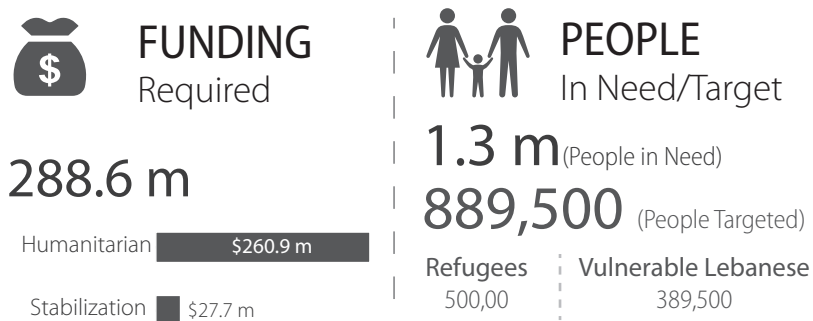 $
FUNDING
Required
288.6 m
Humanitarian $260.9 m
Stabilization $27.7 m
PEOPLE
In Need/Target
1.3 m (People in Need)
889,500 (People Targeted)
Refugees
500,00
Vulnerable Lebanese
389,500